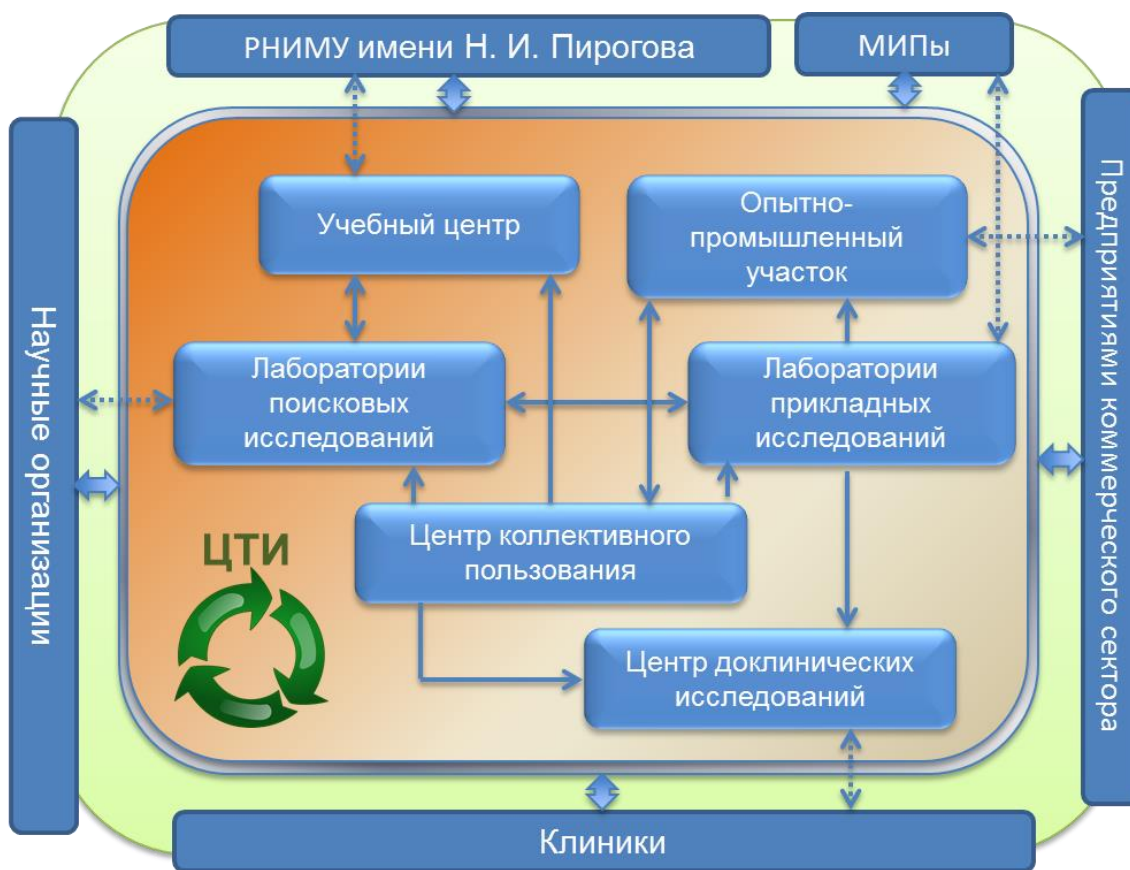 РНИМУ имени Н. И. Пирогова
МИПы
Научные организации
Предприятиями коммерческого сектора
Учебный центр
Опытно-
промышленный
участок
Лаборатории
поисковых
исследований
Лаборатории
прикладных
исследований
Центр коллективного
пользования
ЦТИ
Центр доклинических
исследований
Клиники